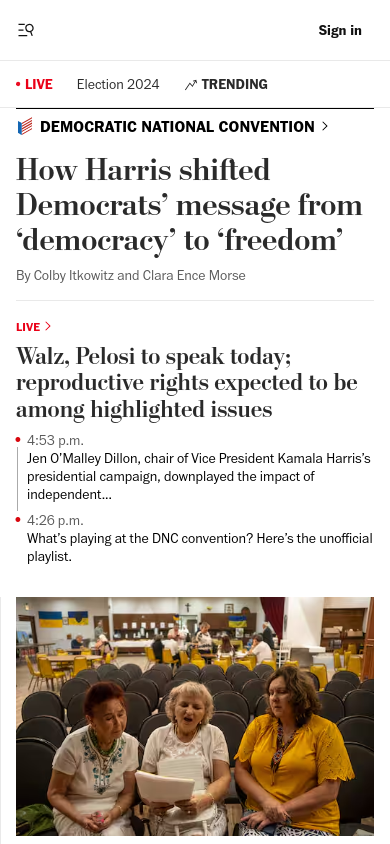 Sign in
• LIVE
Election 2024
TRENDING
DEMOCRATIC NATIONAL CONVENTION
How Harris shifted
Democrats’ message from
‘democracy’ to ‘freedom’
By Colby Itkowitz and Clara Ence Morse
LIVE
Walz, Pelosi to speak today;
reproductive rights expected to be
among highlighted issues
4:53 p.m.
Jen O’Malley Dillon, chair of Vice President Kamala Harris’s
presidential campaign, downplayed the impact of
independent...
4:26 p.m.
What’s playing at the DNC convention? Here’s the unofficial
playlist.